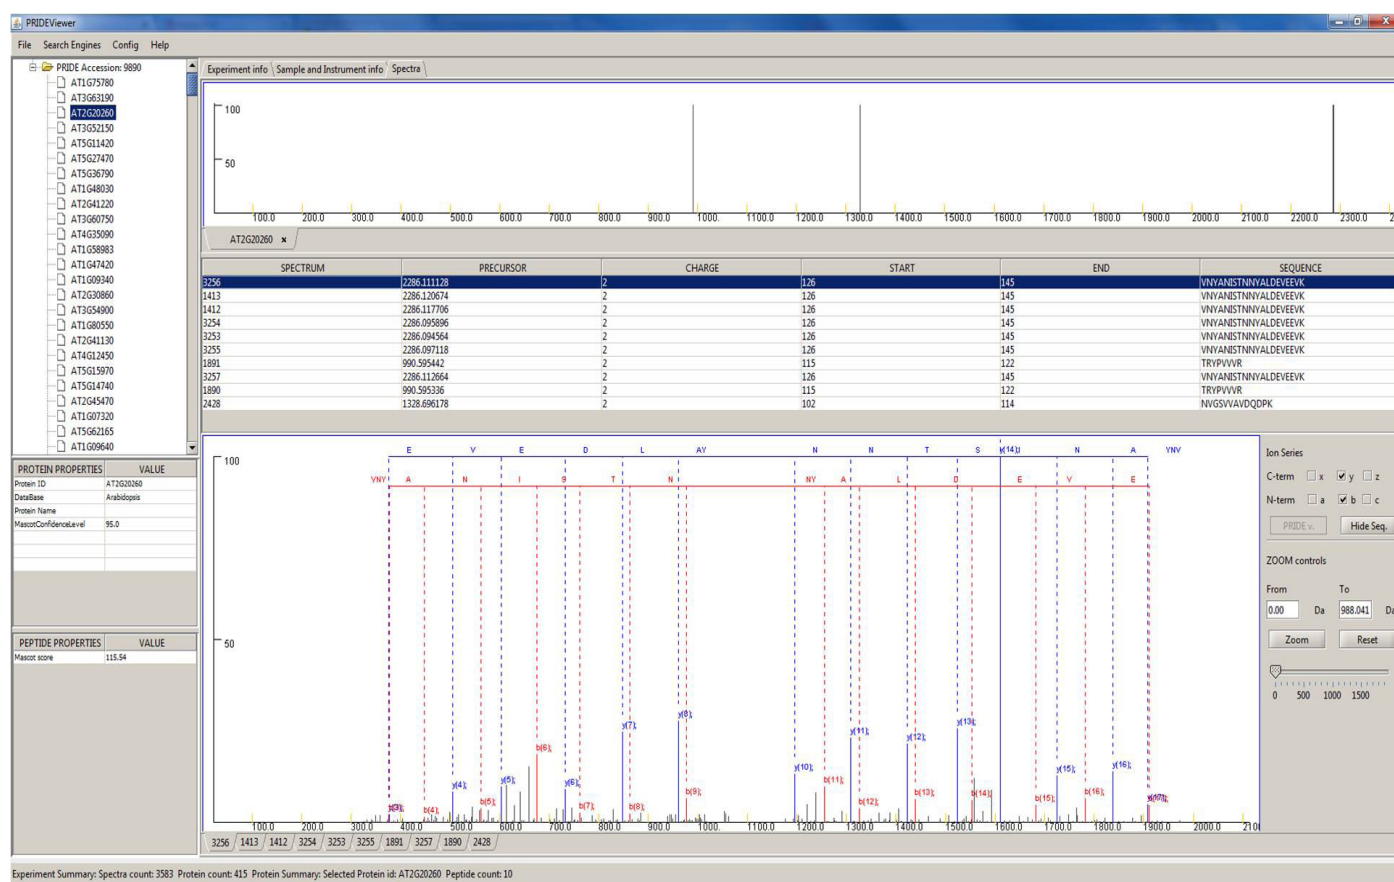 PRIDEViewer
File Search Engines Config Help
PRIDE Accession: 9890
AT1G75780
AT3G63190
AT2G20260
AT3G52150
AT5G11420
AT5G27470
AT5G36790
AT1G48030
AT2G41220
AT3G60750
AT4G35090
AT1G58983
AT1G47420
AT1G09340
AT2G30860
AT3G54900
AT1G80550
AT2G41130
AT4G12450
AT5G15970
AT5G14740
AT2G45470
AT1G07320
AT5G62165
AT1G09640
PROTEIN PROPERTIES VALUE
Protein ID AT2G20260
DataBase Arabidopsis
Protein Name
MascotConfidenceLevel 95.0
PEPTIDE PROPERTIES VALUE
Mascot score 115.54
Experiment info Sample and Instrument info Spectra
100
50
100.0 200.0 300.0 400.0 500.0 600.0 700.0 800.0 900.0 1000. 1100.0 1200.0 1300.0 1400.0 1500.0 1600.0 1700.0 1800.0 1900.0 2000.0 2100.0 2200.0 2300.0 2
AT2G20260 x
SPECTRUM PRECURSOR CHARGE START END SEQUENCE
3256 2286.111128 2 126 145 VNYANISTNNYALDEVEEVK
1413 2286.120674 2 126 145 VNYANISTNNYALDEVEEVK
1412 2286.117706 2 126 145 VNYANISTNNYALDEVEEVK
3254 2286.095896 2 126 145 VNYANISTNNYALDEVEEVK
3253 2286.094564 2 126 145 VNYANISTNNYALDEVEEVK
3255 2286.097118 2 126 145 VNYANISTNNYALDEVEEVK
1891 990.595442 2 115 122 TRYPVVVR
3257 2286.112664 2 126 145 VNYANISTNNYALDEVEEVK
1890 990.595336 2 115 122 TRYPVVVR
2428 1328.696178 2 102 114 NVGSVVAVDQDPK
100
E V E D L AY N N T S y(14); I N A YNV
VNY A N I S T N NY A L D E V E
50
y(8);
y(7); y(13);
y(11); y(12);
b(6);
y(10); y(15); y(16);
y(4); y(5); y(6);
b(4); b(5); b(7); b(8); b(9); b(11); b(12); b(13); b(14); b(15); b(16);
100.0 200.0 300.0 400.0 500.0 600.0 700.0 800.0 900.0 1000. 1100.0 1200.0 1300.0 1400.0 1500.0 1600.0 1700.0 1800.0 1900.0 2000.0 210
3256 1413 1412 3254 3253 3255 1891 3257 1890 2428
Ion Series
C-term x y z
N-term a b c
PRIDE v. Hide Seq.
ZOOM controls
From To
0.00 Da 988.041 Da
Zoom Reset
0 500 1000 1500
Experiment Summary: Spectra count: 3583 Protein count: 415 Protein Summary: Selected Protein id: AT2G20260 Peptide count: 10